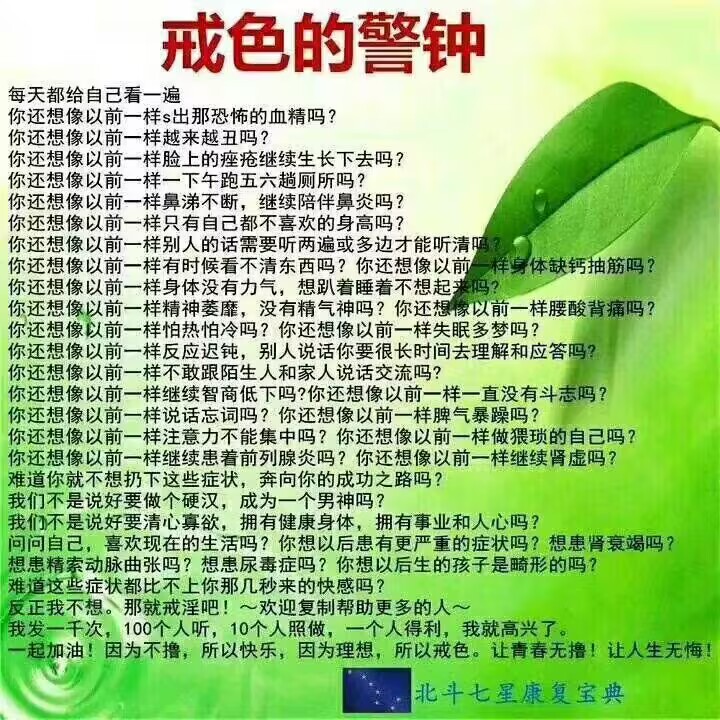 戒色的警钟
每天都给自己看一遍
你还想像以前一样s出那恐怖的血精吗？
你还想像以前一样越来越丑吗？
你还想像以前一样脸上的痤疮继续生长下去吗？
你还想像以前一样一下午跑五六趟厕所吗？
你还想像以前一样鼻涕不断，继续陪伴鼻炎吗？
你还想像以前一样只有自己都不喜欢的身高吗？
你还想像以前一样别人的话需要听两遍或多边才能听清吗？
你还想像以前一样有时候看不清东西吗？你还想像以前一样身体缺钙抽筋吗？
你还想像以前一样身体没有力气，想趴着睡着不想起来吗？
你还想像以前一样精神萎靡，没有精气神吗？你还想像以前一样腰酸背痛吗？
你还想像以前一样怕热怕冷吗？你还想像以前一样失眠多梦吗？
你还想像以前一样反应迟钝，别人说话你要很长时间去理解和应答吗？
你还想像以前一样不敢跟陌生人和家人说话交流吗？
你还想像以前一样继续智商低下吗?你还想像以前一样一直没有斗志吗？
你还想像以前一样说话忘词吗？你还想像以前一样脾气暴躁吗？
你还想像以前一样注意力不能集中吗？你还想像以前一样做猥琐的自己吗？
你还想像以前一样继续患着前列腺炎吗？你还想像以前一样继续肾虚吗？
难道你就不想扔下这些症状，奔向你的成功之路吗？
我们不是说好要做个硬汉，成为一个男神吗？
我们不是说好要清心寡欲，拥有健康身体，拥有事业和人心吗？
问问自己，喜欢现在的生活吗？你想以后患有更严重的症状吗？想患肾衰竭吗？
想患精索动脉曲张吗？想患尿毒症吗？你想以后生的孩子是畸形的吗？
难道这些症状都比不上你那几秒来的快感吗？
反正我不想。那就戒淫吧！～欢迎复制帮助更多的人～
我发一千次，100个人听，10个人照做，一个人得利，我就高兴了。
一起加油！因为不撸，所以快乐，因为理想，所以戒色。让青春无撸！让人生无悔！
北斗七星康复宝典